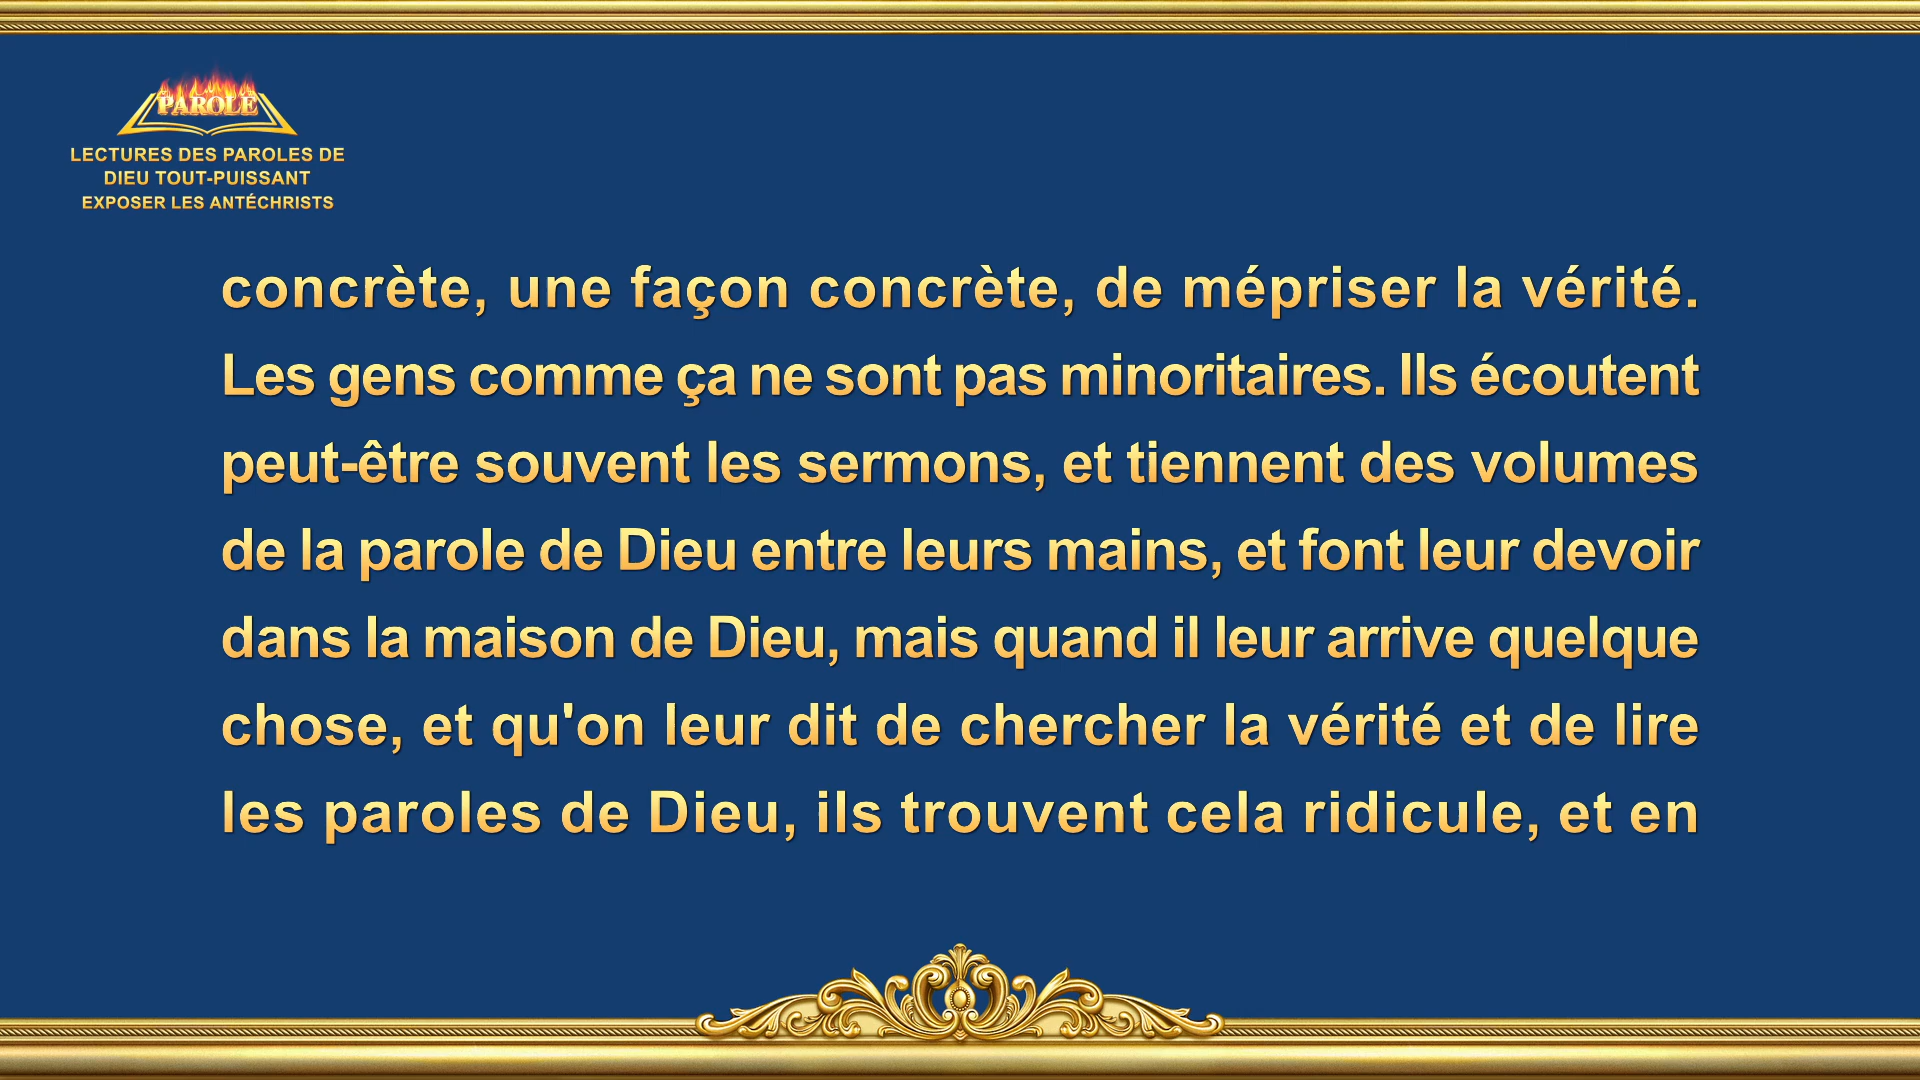 PAROLE
LECTURES DES PAROLES DE
DIEU TOUT-PUISSANT
EXPOSER LES ANTÉCHRISTS
concrète, une façon concrète, de mépriser la vérité.
Les gens comme ça ne sont pas minoritaires. Ils écoutent
peut-être souvent les sermons, et tiennent des volumes
de la parole de Dieu entre leurs mains, et font leur devoir
dans la maison de Dieu, mais quand il leur arrive quelque
chose, et qu'on leur dit de chercher la vérité et de lire
les paroles de Dieu, ils trouvent cela ridicule, et en